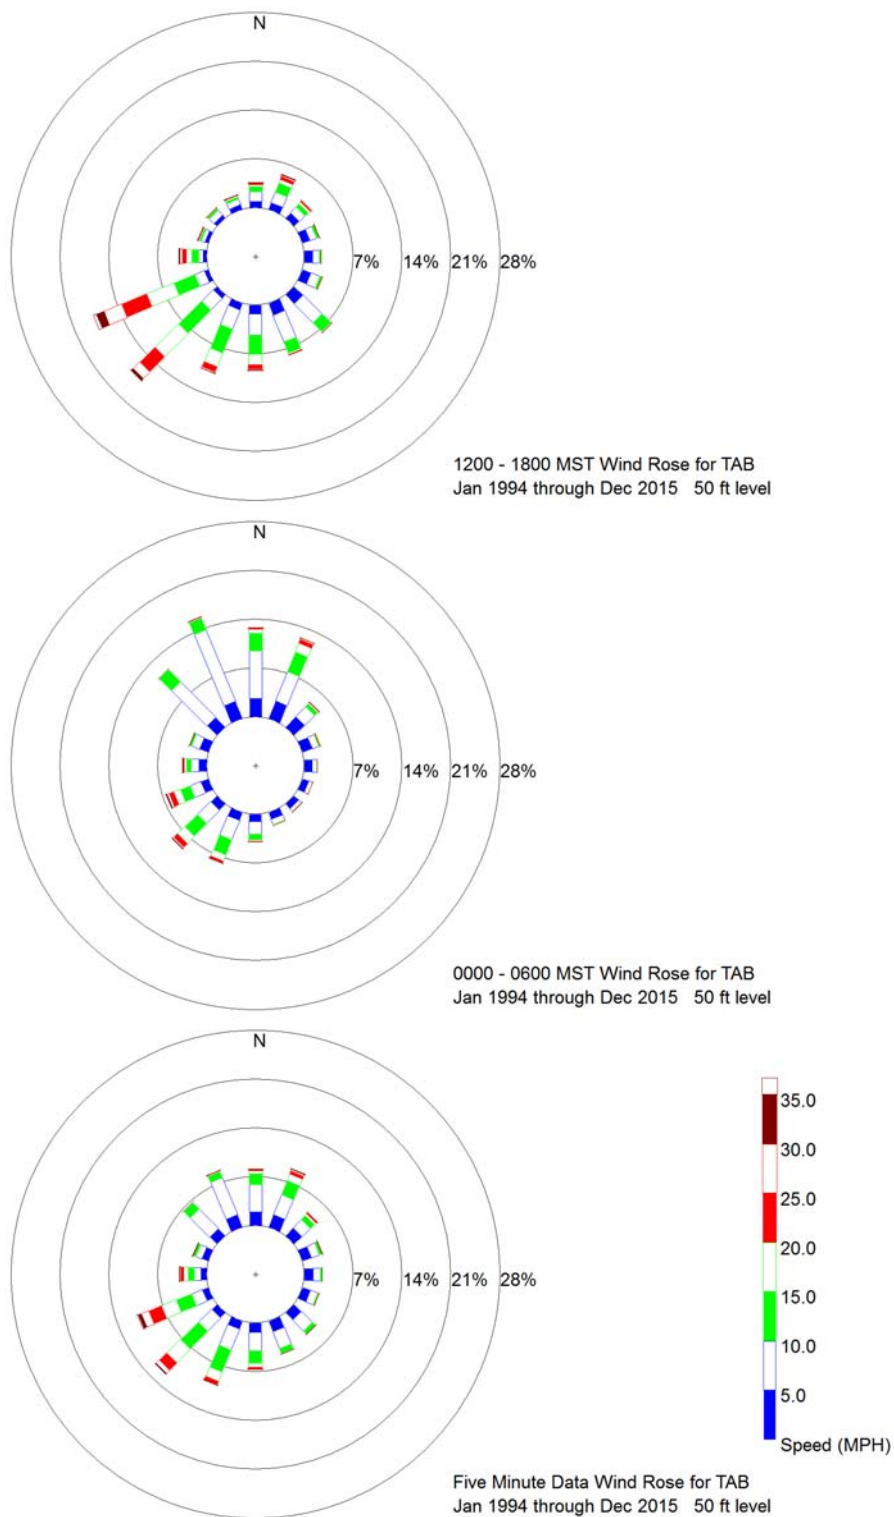 N
7% 14% 21% 28%
1200 - 1800 MST Wind Rose for TAB
Jan 1994 through Dec 2015 50 ft level
N
7% 14% 21% 28%
0000 - 0600 MST Wind Rose for TAB
Jan 1994 through Dec 2015 50 ft level
N
7% 14% 21% 28%
35.0
30.0
25.0
20.0
15.0
10.0
5.0
Speed (MPH)
Five Minute Data Wind Rose for TAB
Jan 1994 through Dec 2015 50 ft level